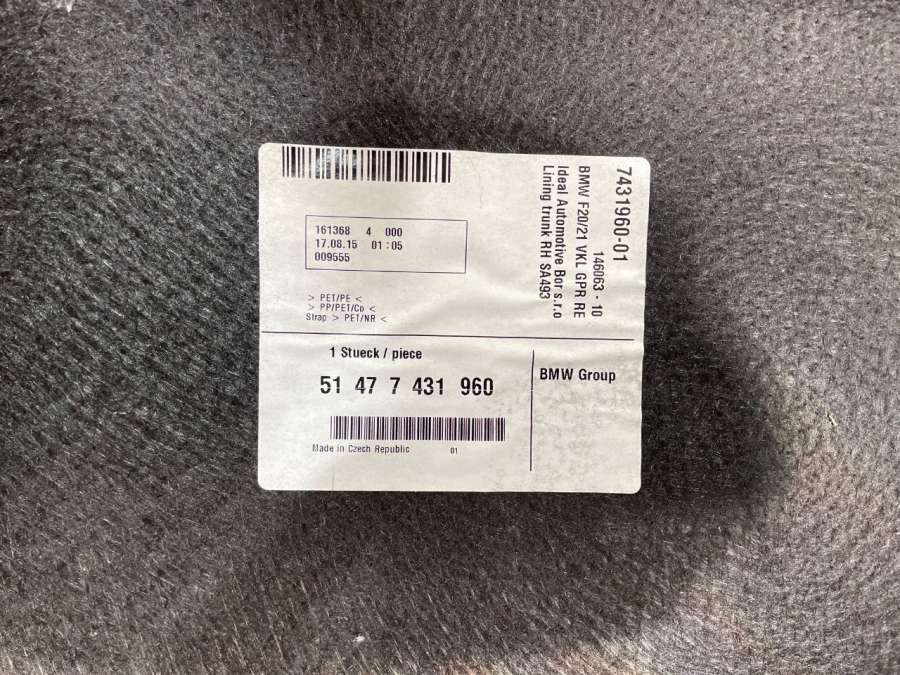 161368 4 000
17.08.15 01:05
009555
> PET/PE <
> PP/PET/Co <
Strap > PET/NR <
7431960-01
146063 - 10
BMW F20/21 VKL GPR RE
Ideal Automotive Bor s.r.o
Lining trunk RH SA493
1 Stueck / piece
51 47 7 431 960
Made in Czech Republic 01
BMW Group